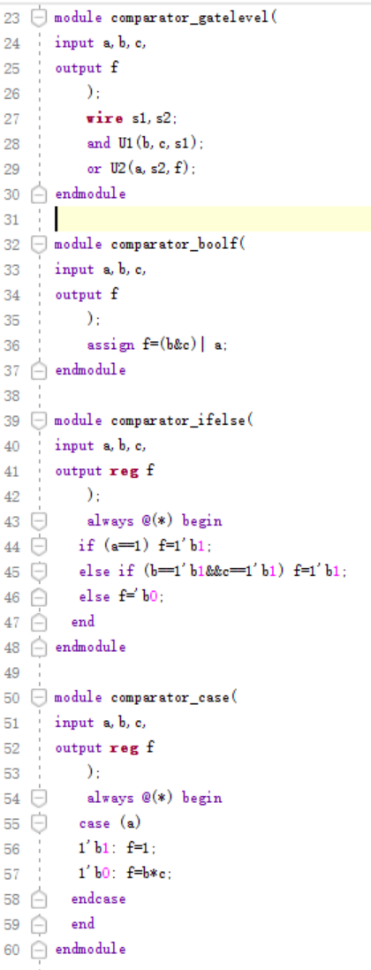 23 module comparator_gatelevel(
24 input a,b,c,
25 output f
26 );
27 wire s1,s2;
28 and U1(b,c,s1);
29 or U2(a,s2,f);
30 endmodule
31
32 module comparator_boolf(
33 input a,b,c,
34 output f
35 );
36 assign f=(b&c)| a;
37 endmodule
38
39 module comparator_ifelse(
40 input a,b,c,
41 output reg f
42 );
43 always @(*) begin
44 if (a==1) f=1'b1;
45 else if (b==1'b1&&c==1'b1) f=1'b1;
46 else f='b0;
47 end
48 endmodule
49
50 module comparator_case(
51 input a,b,c,
52 output reg f
53 );
54 always @(*) begin
55 case (a)
56 1'b1: f=1;
57 1'b0: f=b*c;
58 endcase
59 end
60 endmodule